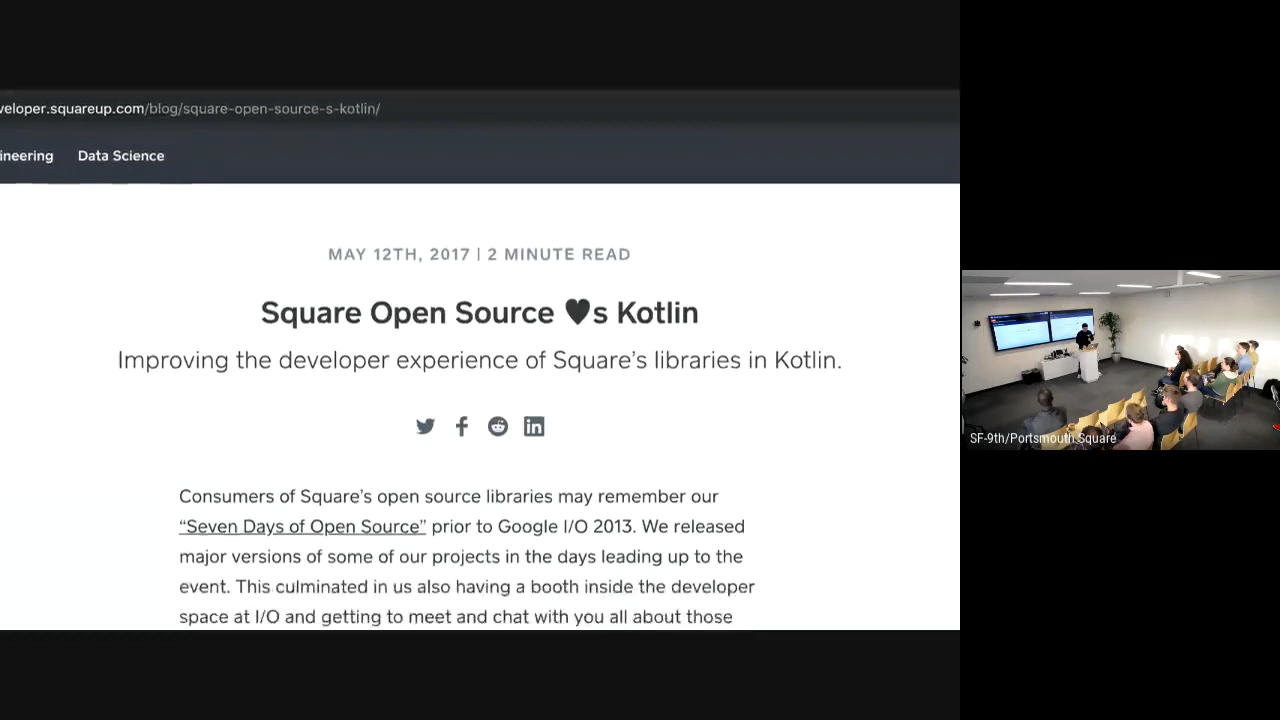 veloper.squareup.com/blog/square-open-source-s-kotlin/
ineering Data Science
MAY 12TH, 2017 | 2 MINUTE READ
Square Open Source ♥s Kotlin
Improving the developer experience of Square’s libraries in Kotlin.
Consumers of Square’s open source libraries may remember our
“Seven Days of Open Source” prior to Google I/O 2013. We released
major versions of some of our projects in the days leading up to the
event. This culminated in us also having a booth inside the developer
space at I/O and getting to meet and chat with you all about those
SF-9th/Portsmouth Square